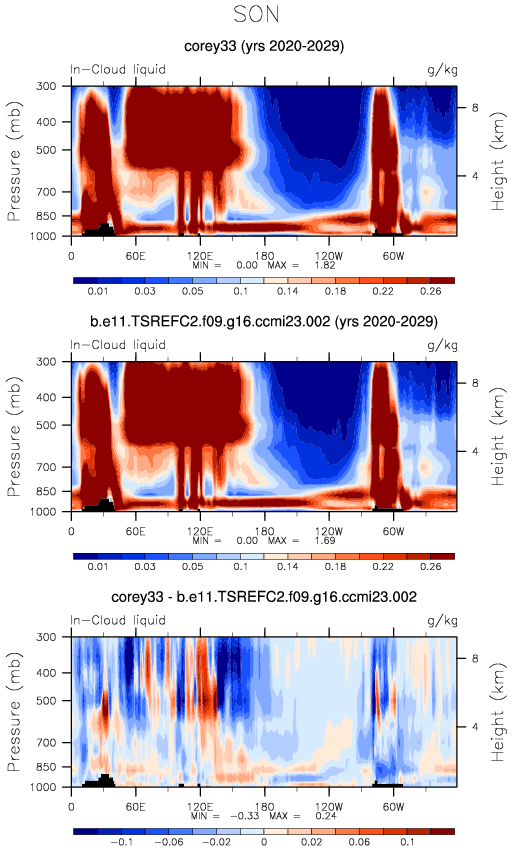 SON
corey33 (yrs 2020-2029)
In-Cloud liquid g/kg
300
400
500
700
850
1000
Pressure (mb)
8
4
Height (km)
0 60E 120E 180 120W 60W
MIN = 0.00 MAX = 1.82
0.01 0.03 0.05 0.1 0.14 0.18 0.22 0.26
b.e11.TSREFC2.f09.g16.ccmi23.002 (yrs 2020-2029)
In-Cloud liquid g/kg
300
400
500
700
850
1000
Pressure (mb)
8
4
Height (km)
0 60E 120E 180 120W 60W
MIN = 0.00 MAX = 1.69
0.01 0.03 0.05 0.1 0.14 0.18 0.22 0.26
corey33 - b.e11.TSREFC2.f09.g16.ccmi23.002
In-Cloud liquid g/kg
300
400
500
700
850
1000
Pressure (mb)
8
4
Height (km)
0 60E 120E 180 120W 60W
MIN = -0.33 MAX = 0.24
-0.1 -0.06 -0.02 0 0.02 0.06 0.1